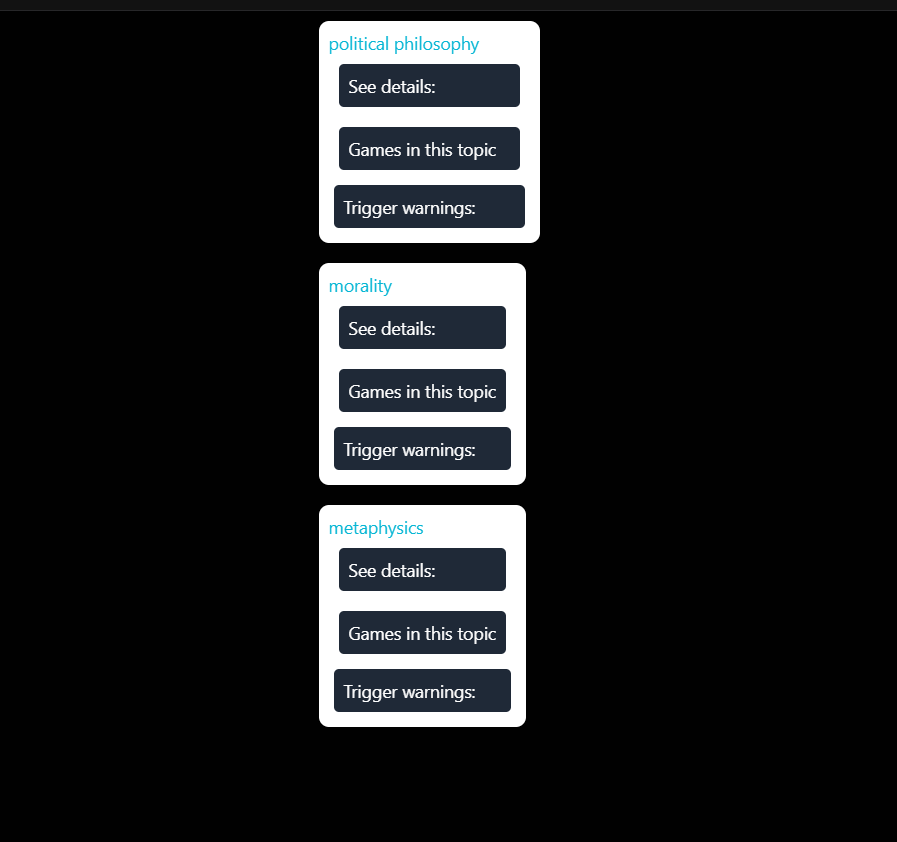 political philosophy
See details:
Games in this topic
Trigger warnings:
morality
See details:
Games in this topic
Trigger warnings:
metaphysics
See details:
Games in this topic
Trigger warnings: